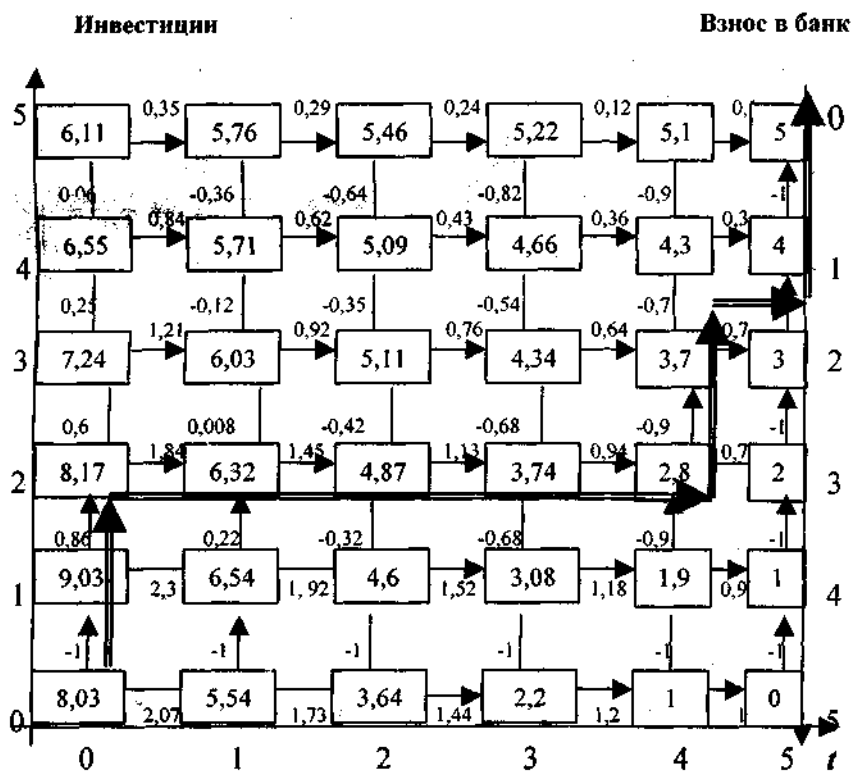 Инвестиции Взнос в банк
0,35 0,29 0,24 0,12 0,
5 6,11 5,76 5,46 5,22 5,1 5 0
0,06 -0,36 -0,64 -0,82 -0,9 -1
0,84 0,62 0,43 0,36 0,3
4 6,55 5,71 5,09 4,66 4,3 4 1
0,25 -0,12 -0,35 -0,54 -0,7
1,21 0,92 0,76 0,64 0,7
3 7,24 6,03 5,11 4,34 3,7 3 2
0,6 0,008 -0,42 -0,68 -0,9 -1
1,84 1,45 1,13 0,94 0,7
2 8,17 6,32 4,87 3,74 2,8 2 3
0,86 0,22 -0,32 -0,68 -0,9 -1
1 9,03 6,54 4,6 3,08 1,9 1 4
2,3 1,92 1,52 1,18 0,9
-1 -1 -1 -1 -1 -1
8,03 5,54 3,64 2,2 1 0
0 2,07 1,73 1,44 1,2 1 5
0 1 2 3 4 5 t